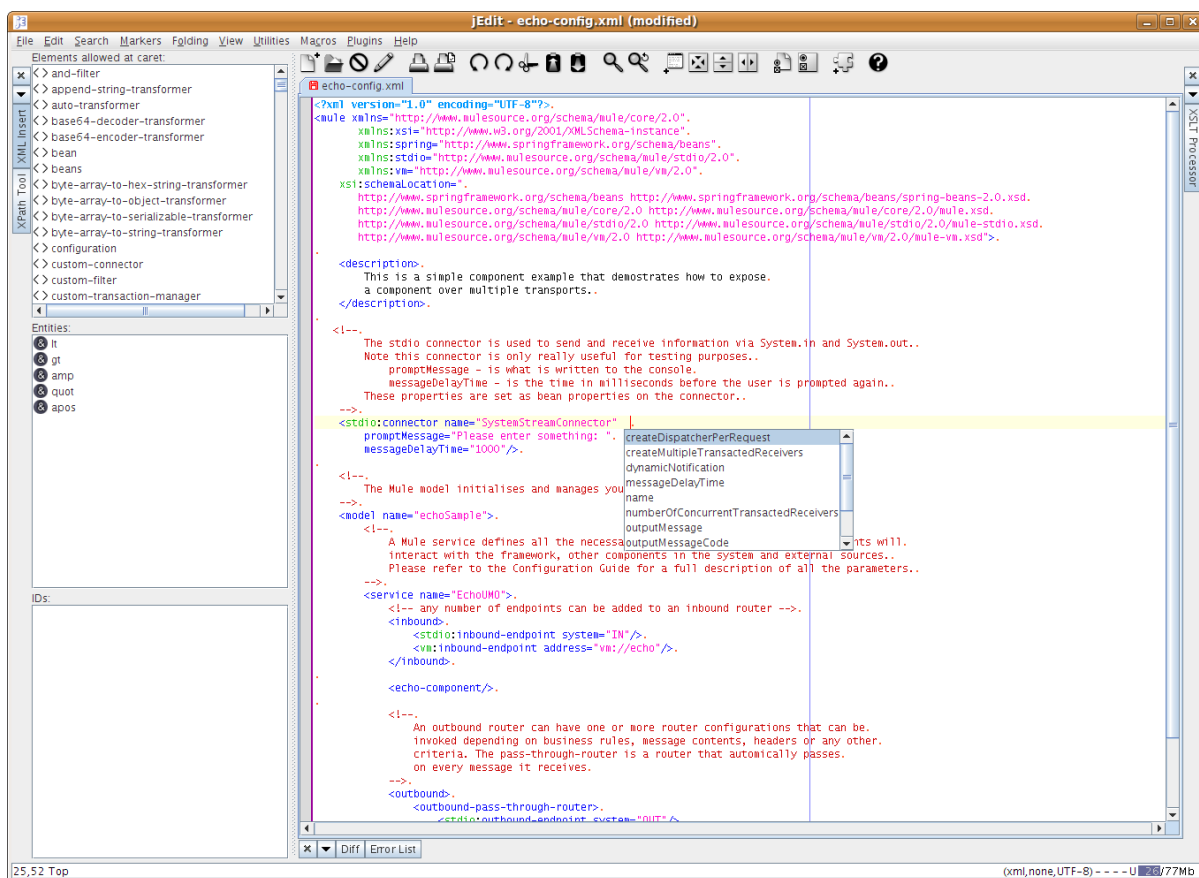 jEdit - echo-config.xml (modified)
File Edit Search Markers Folding View Utilities Macros Plugins Help
Elements allowed at caret:
< > and-filter
< > append-string-transformer
< > auto-transformer
< > base64-decoder-transformer
< > base64-encoder-transformer
< > bean
< > beans
< > byte-array-to-hex-string-transformer
< > byte-array-to-object-transformer
< > byte-array-to-serializable-transformer
< > byte-array-to-string-transformer
< > configuration
< > custom-connector
< > custom-filter
< > custom-transaction-manager
XML Insert
XPath Tool
Entities:
& lt
& gt
& amp
& quot
& apos
IDs:
echo-config.xml
<?xml version="1.0" encoding="UTF-8"?>.
<mule xmlns="http://www.mulesource.org/schema/mule/core/2.0".
xmlns:xsi="http://www.w3.org/2001/XMLSchema-instance".
xmlns:spring="http://www.springframework.org/schema/beans".
xmlns:stdio="http://www.mulesource.org/schema/mule/stdio/2.0".
xmlns:vm="http://www.mulesource.org/schema/mule/vm/2.0".
xsi:schemaLocation=".
http://www.springframework.org/schema/beans http://www.springframework.org/schema/beans/spring-beans-2.0.xsd.
http://www.mulesource.org/schema/mule/core/2.0 http://www.mulesource.org/schema/mule/core/2.0/mule.xsd.
http://www.mulesource.org/schema/mule/stdio/2.0 http://www.mulesource.org/schema/mule/stdio/2.0/mule-stdio.xsd.
http://www.mulesource.org/schema/mule/vm/2.0 http://www.mulesource.org/schema/mule/vm/2.0/mule-vm.xsd">.
.
<description>.
This is a simple component example that demostrates how to expose.
a component over multiple transports..
</description>.
.
<!--.
The stdio connector is used to send and receive information via System.in and System.out..
Note this connector is only really useful for testing purposes..
promptMessage - is what is written to the console.
messageDelayTime - is the time in milliseconds before the user is prompted again..
These properties are set as bean properties on the connector..
-->.
<stdio:connector name="SystemStreamConnector" .
promptMessage="Please enter something: ".
messageDelayTime="1000"/>.
.
<!--.
The Mule model initialises and manages you
-->.
<model name="echoSample">.
<!--.
A Mule service defines all the necessa nts will.
interact with the framework, other components in the system and external sources..
Please refer to the Configuration Guide for a full description of all the parameters..
-->.
<service name="EchoUMO">.
<!-- any number of endpoints can be added to an inbound router -->.
<inbound>.
<stdio:inbound-endpoint system="IN"/>.
<vm:inbound-endpoint address="vm://echo"/>.
</inbound>.
.
<echo-component/>.
.
<!--.
An outbound router can have one or more router configurations that can be.
invoked depending on business rules, message contents, headers or any other.
criteria. The pass-through-router is a router that automically passes.
on every message it receives.
-->.
<outbound>.
<outbound-pass-through-router>.
<stdio:outbound-endpoint system="OUT"/>
createDispatcherPerRequest
createMultipleTransactedReceivers
dynamicNotification
messageDelayTime
name
numberOfConcurrentTransactedReceivers
outputMessage
outputMessageCode
XSLT Processor
Diff Error List
25,52 Top
(xml,none,UTF-8) - - - - U 26/77Mb